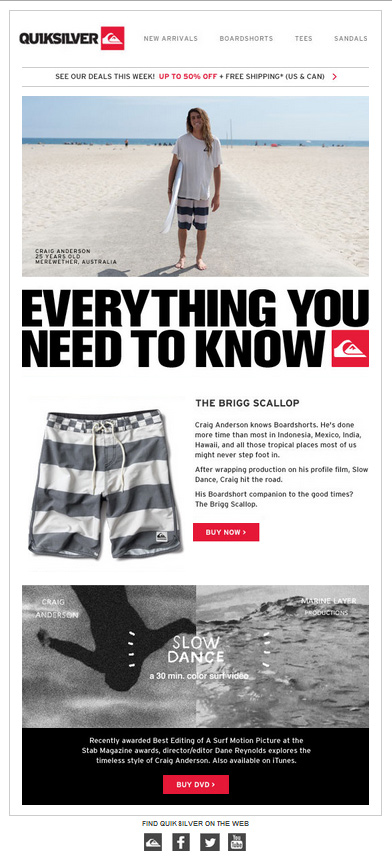 QUIKSILVER
NEW ARRIVALS BOARDSHORTS TEES SANDALS
SEE OUR DEALS THIS WEEK! UP TO 50% OFF + FREE SHIPPING* (US & CAN) >
CRAIG ANDERSON
25 YEARS OLD
MEREWETHER, AUSTRALIA
EVERYTHING YOU
NEED TO KNOW
THE BRIGG SCALLOP
Craig Anderson knows Boardshorts. He's done
more time than most in Indonesia, Mexico, India,
Hawaii, and all those tropical places most of us
might never step foot in.
After wrapping production on his profile film, Slow
Dance, Craig hit the road.
His Boardshort companion to the good times?
The Brigg Scallop.
BUY NOW >
CRAIG
ANDERSON
MARINE LAYER
PRODUCTIONS
SLOW
DANCE
a 30 min. color surf video
Recently awarded Best Editing of A Surf Motion Picture at the
Stab Magazine awards, director/editor Dane Reynolds explores the
timeless style of Craig Anderson. Also available on iTunes.
BUY DVD >
FIND QUIKSILVER ON THE WEB
You
Tube